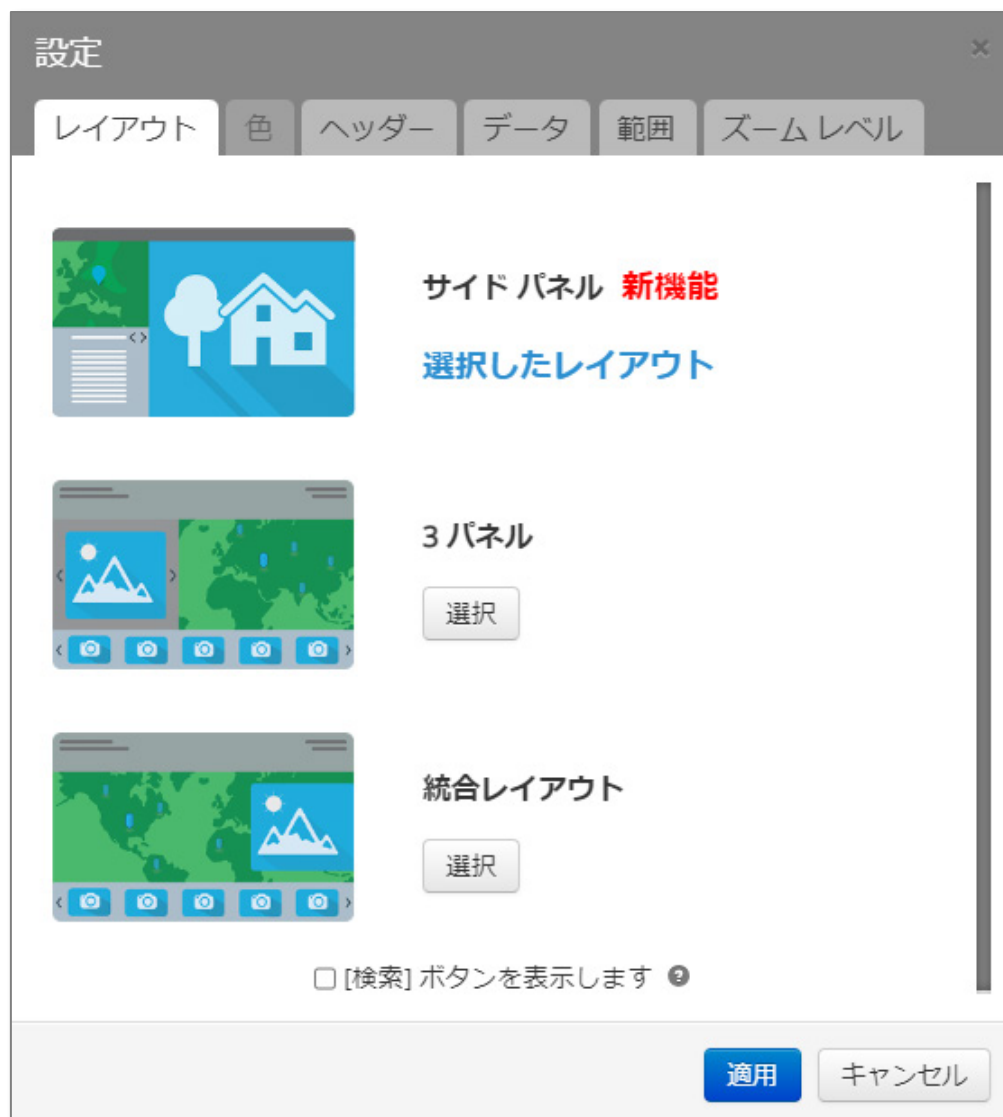 設定
レイアウト 色 ヘッダー データ 範囲 ズーム レベル
サイド パネル 新機能
選択したレイアウト
3 パネル
選択
統合レイアウト
選択
[検索] ボタンを表示します
適用 キャンセル